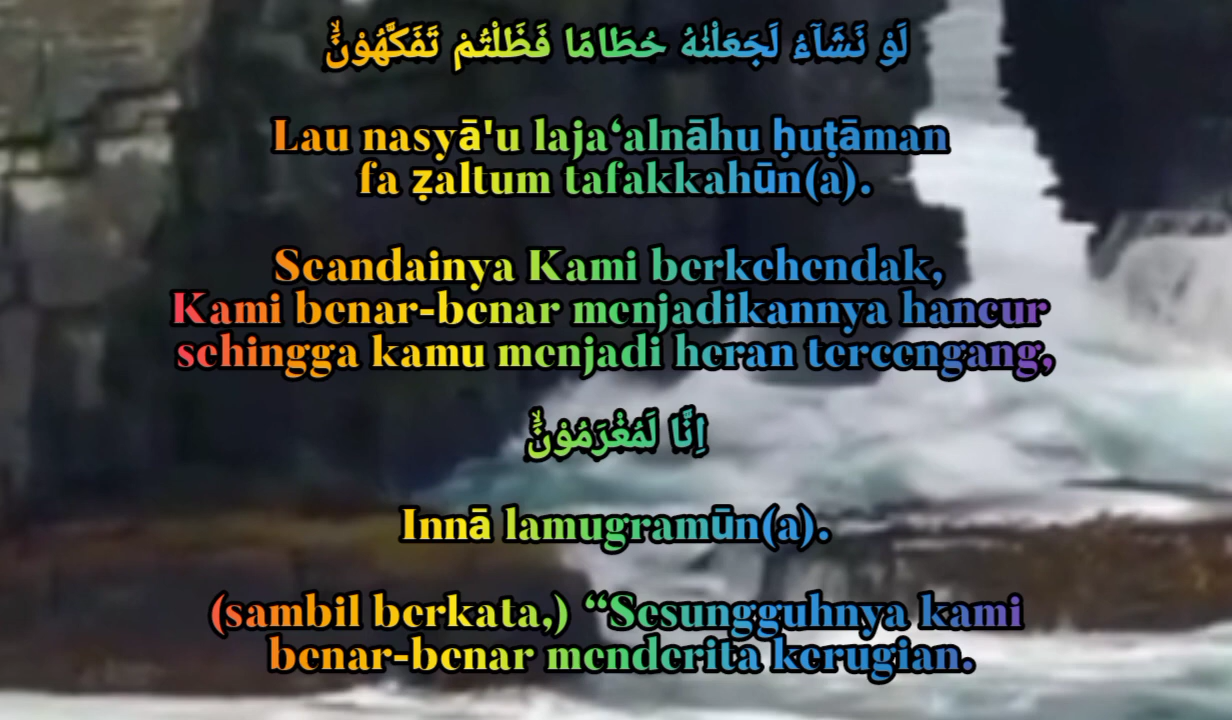 لَوْ نَشَاۤءُ لَجَعَلْنٰهُ حُطَامًا فَظَلْتُمْ تَفَكَّهُوْنَۙ
Lau nasyā'u laja‘alnāhu ḥuṭāman
fa ẓaltum tafakkahūn(a).
Seandainya Kami berkehendak,
Kami benar-benar menjadikannya hancur
sehingga kamu menjadi heran tercengang,
اِنَّا لَمُغْرَمُوْنَۙ
Innā lamugramūn(a).
(sambil berkata,) “Sesungguhnya kami
benar-benar menderita kerugian.